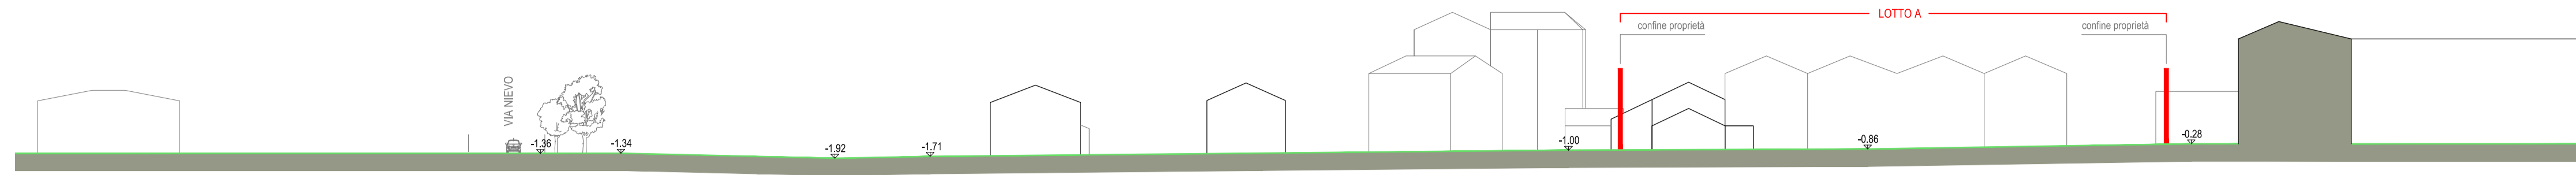 LOTTO A
confine proprietà
confine proprietà
VIA NIEVO
-1.36
-1.34
-1.92
-1.71
-1.00
-0.86
-0.28